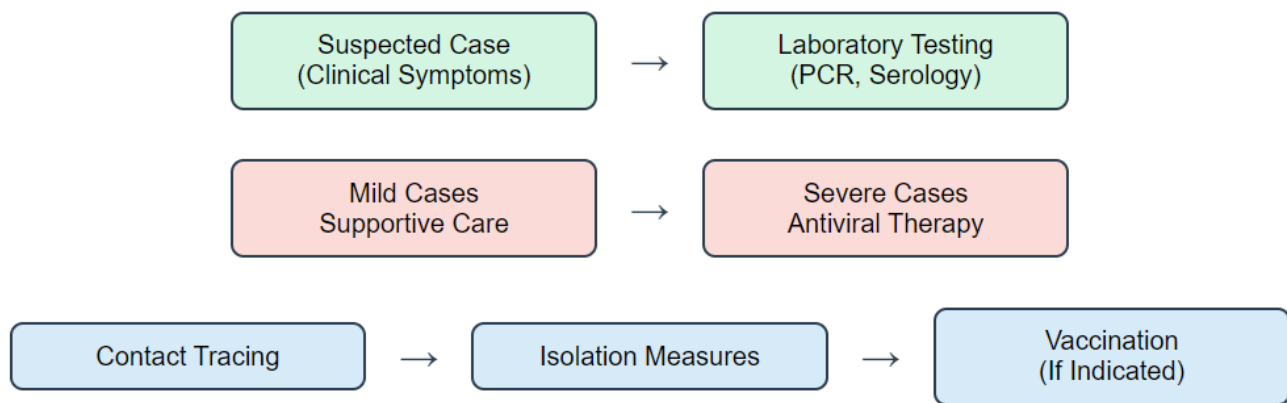 Suspected Case
(Clinical Symptoms)
→
Laboratory Testing
(PCR, Serology)
Mild Cases
Supportive Care
→
Severe Cases
Antiviral Therapy
Contact Tracing
→
Isolation Measures
→
Vaccination
(If Indicated)